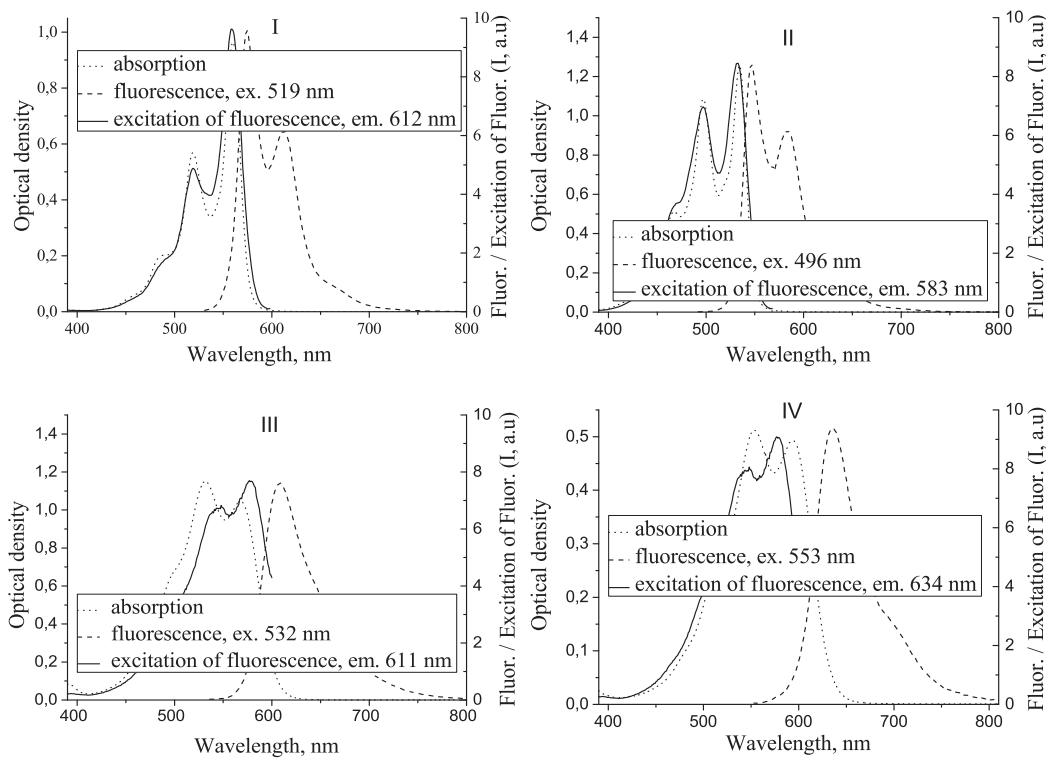 I
1,0
0,8
0,6
0,4
0,2
0,0
10
8
6
4
2
0
400 500 600 700 800
Optical density
Fluor. / Excitation of Fluor. (I, a.u)
Wavelength, nm
absorption
fluorescence, ex. 519 nm
excitation of fluorescence, em. 612 nm
II
1,4
1,2
1,0
0,8
0,6
0,4
0,2
0,0
10
8
6
4
2
0
400 500 600 700 800
Optical density
Fluor. / Excitation of Fluor. (I, a.u)
Wavelength, nm
absorption
fluorescence, ex. 496 nm
excitation of fluorescence, em. 583 nm
III
1,4
1,2
1,0
0,8
0,6
0,4
0,2
0,0
10
8
6
4
2
0
400 500 600 700 800
Optical density
Fluor. / Excitation of Fluor. (I, a.u)
Wavelength, nm
absorption
fluorescence, ex. 532 nm
excitation of fluorescence, em. 611 nm
IV
0,5
0,4
0,3
0,2
0,1
0,0
10
8
6
4
2
0
400 500 600 700 800
Optical density
Fluor. / Excitation of Fluor. (I, a.u)
Wavelength, nm
absorption
fluorescence, ex. 553 nm
excitation of fluorescence, em. 634 nm